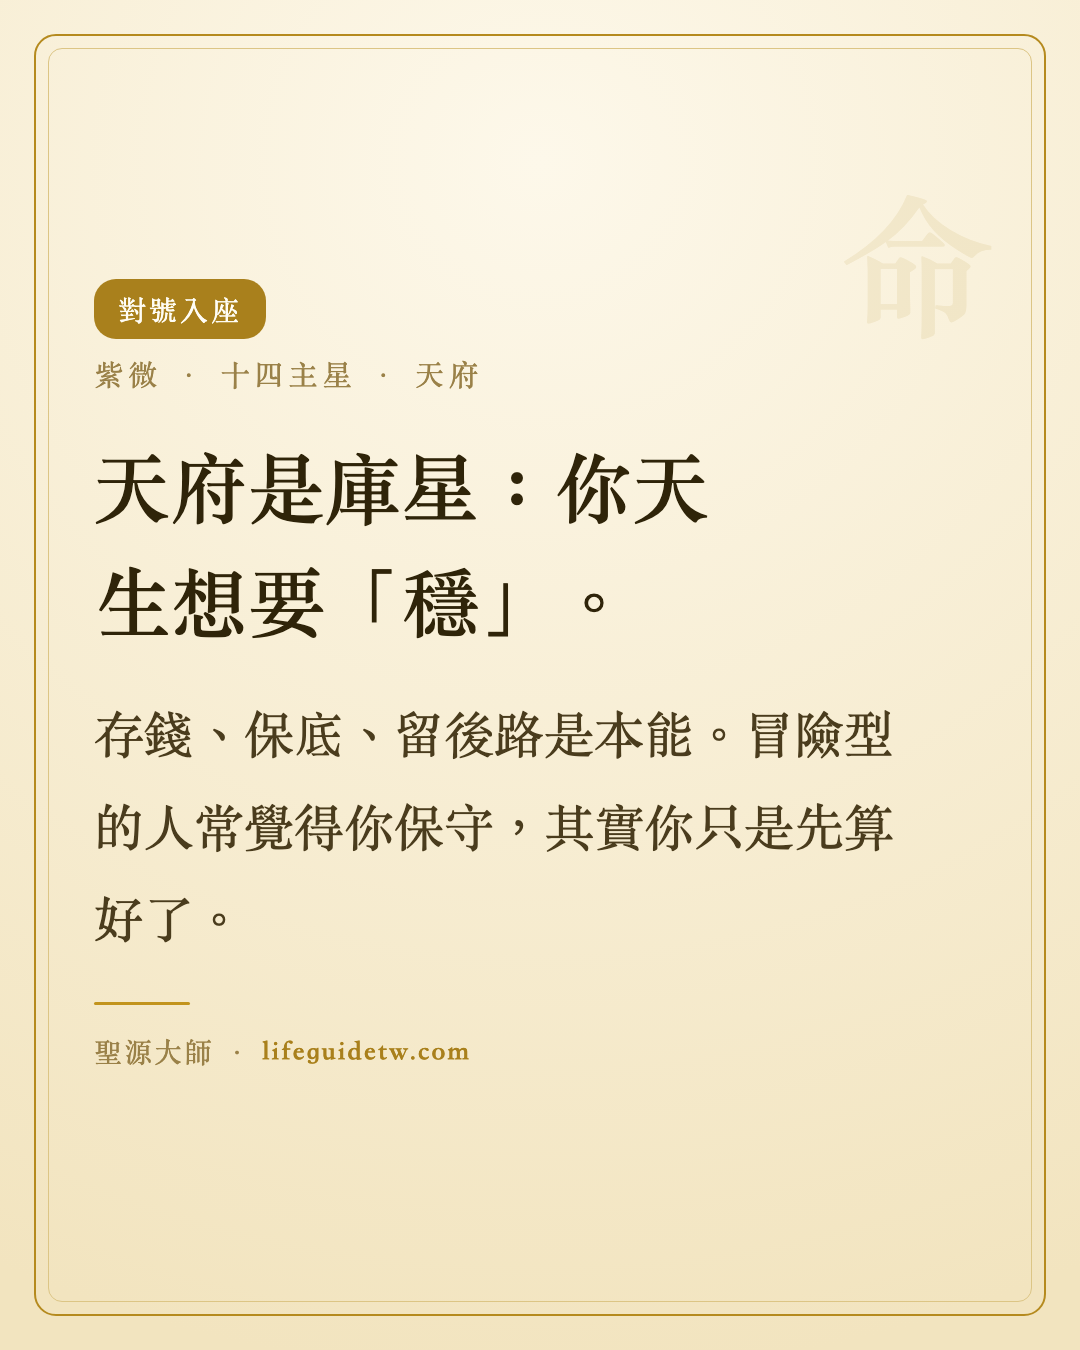 命
對號入座
紫微 · 十四主星 · 天府
天府是庫星：你天
生想要「穩」。
存錢、保底、留後路是本能。冒險型
的人常覺得你保守，其實你只是先算
好了。
聖源大師 · lifeguidetw.com